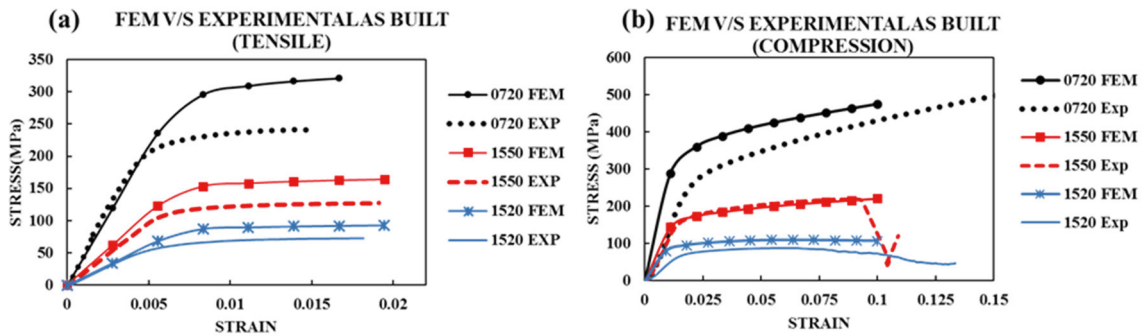 (a)
FEM V/S EXPERIMENTALAS BUILT
(TENSILE)
350
300
250
200
150
100
50
0
STRESS(MPa)
0
0.005
0.01
0.015
0.02
STRAIN
0720 FEM
0720 EXP
1550 FEM
1550 EXP
1520 FEM
1520 EXP
(b)
FEM V/S EXPERIMENTALAS BUILT
(COMPRESSION)
600
500
400
300
200
100
0
STRESS (MPa)
0
0.025
0.05
0.075
0.1
0.125
0.15
STRAIN
0720 FEM
0720 Exp
1550 FEM
1550 Exp
1520 FEM
1520 Exp